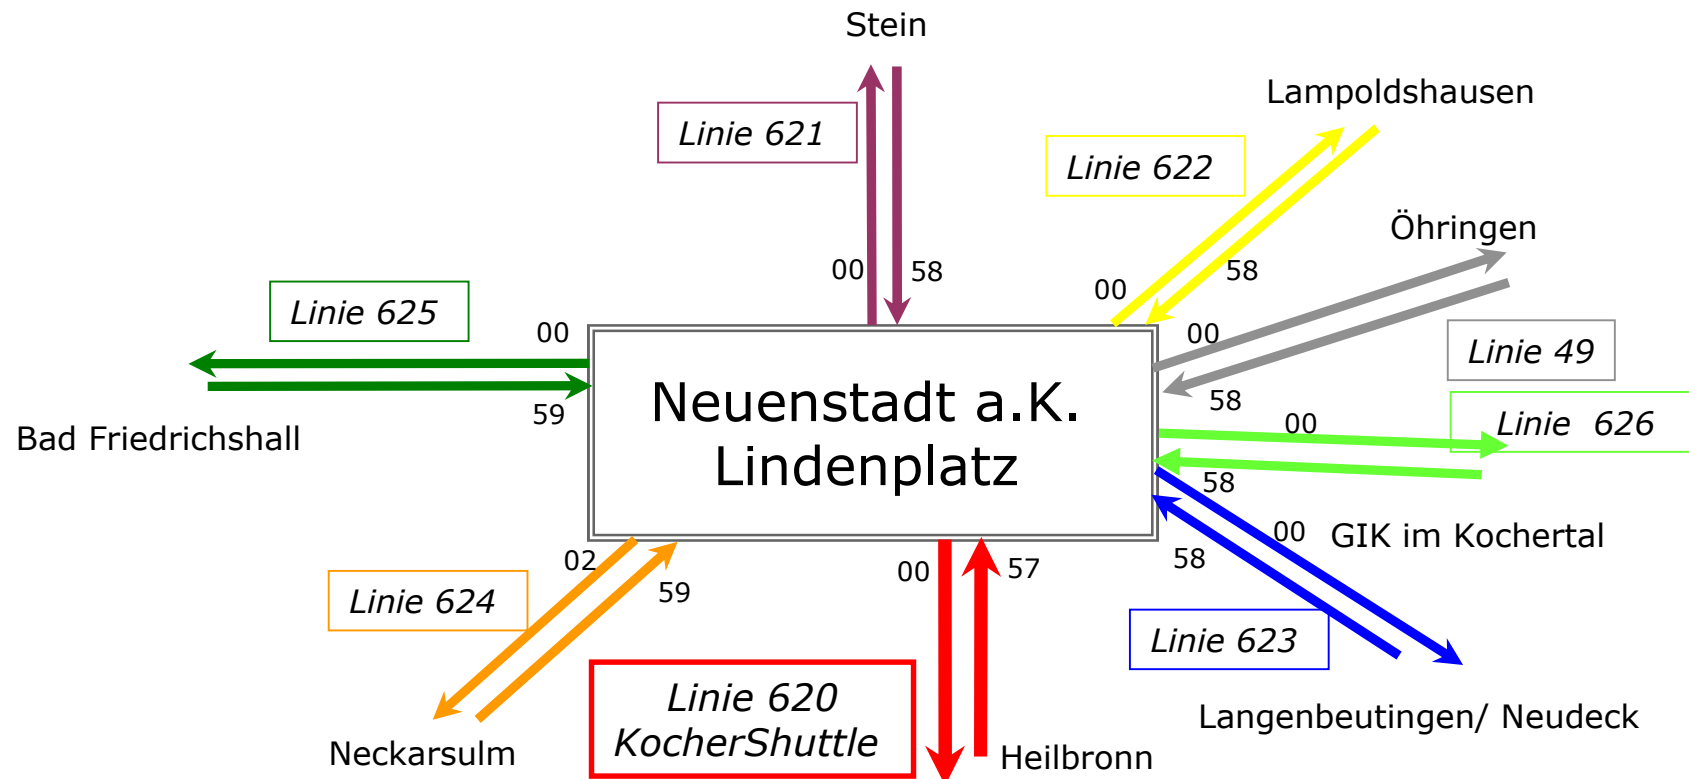 Stein
Lampoldshausen
Linie 621
Linie 622
Öhringen
00
58
58
00
Linie 625
00
00
Linie 49
Neuenstadt a.K.
Lindenplatz
59
58
00
Linie  626
Bad Friedrichshall
58
00
GIK im Kochertal
58
02
59
00
57
Linie 624
Linie 623
Linie 620
KocherShuttle
Langenbeutingen/ Neudeck
Neckarsulm
Heilbronn